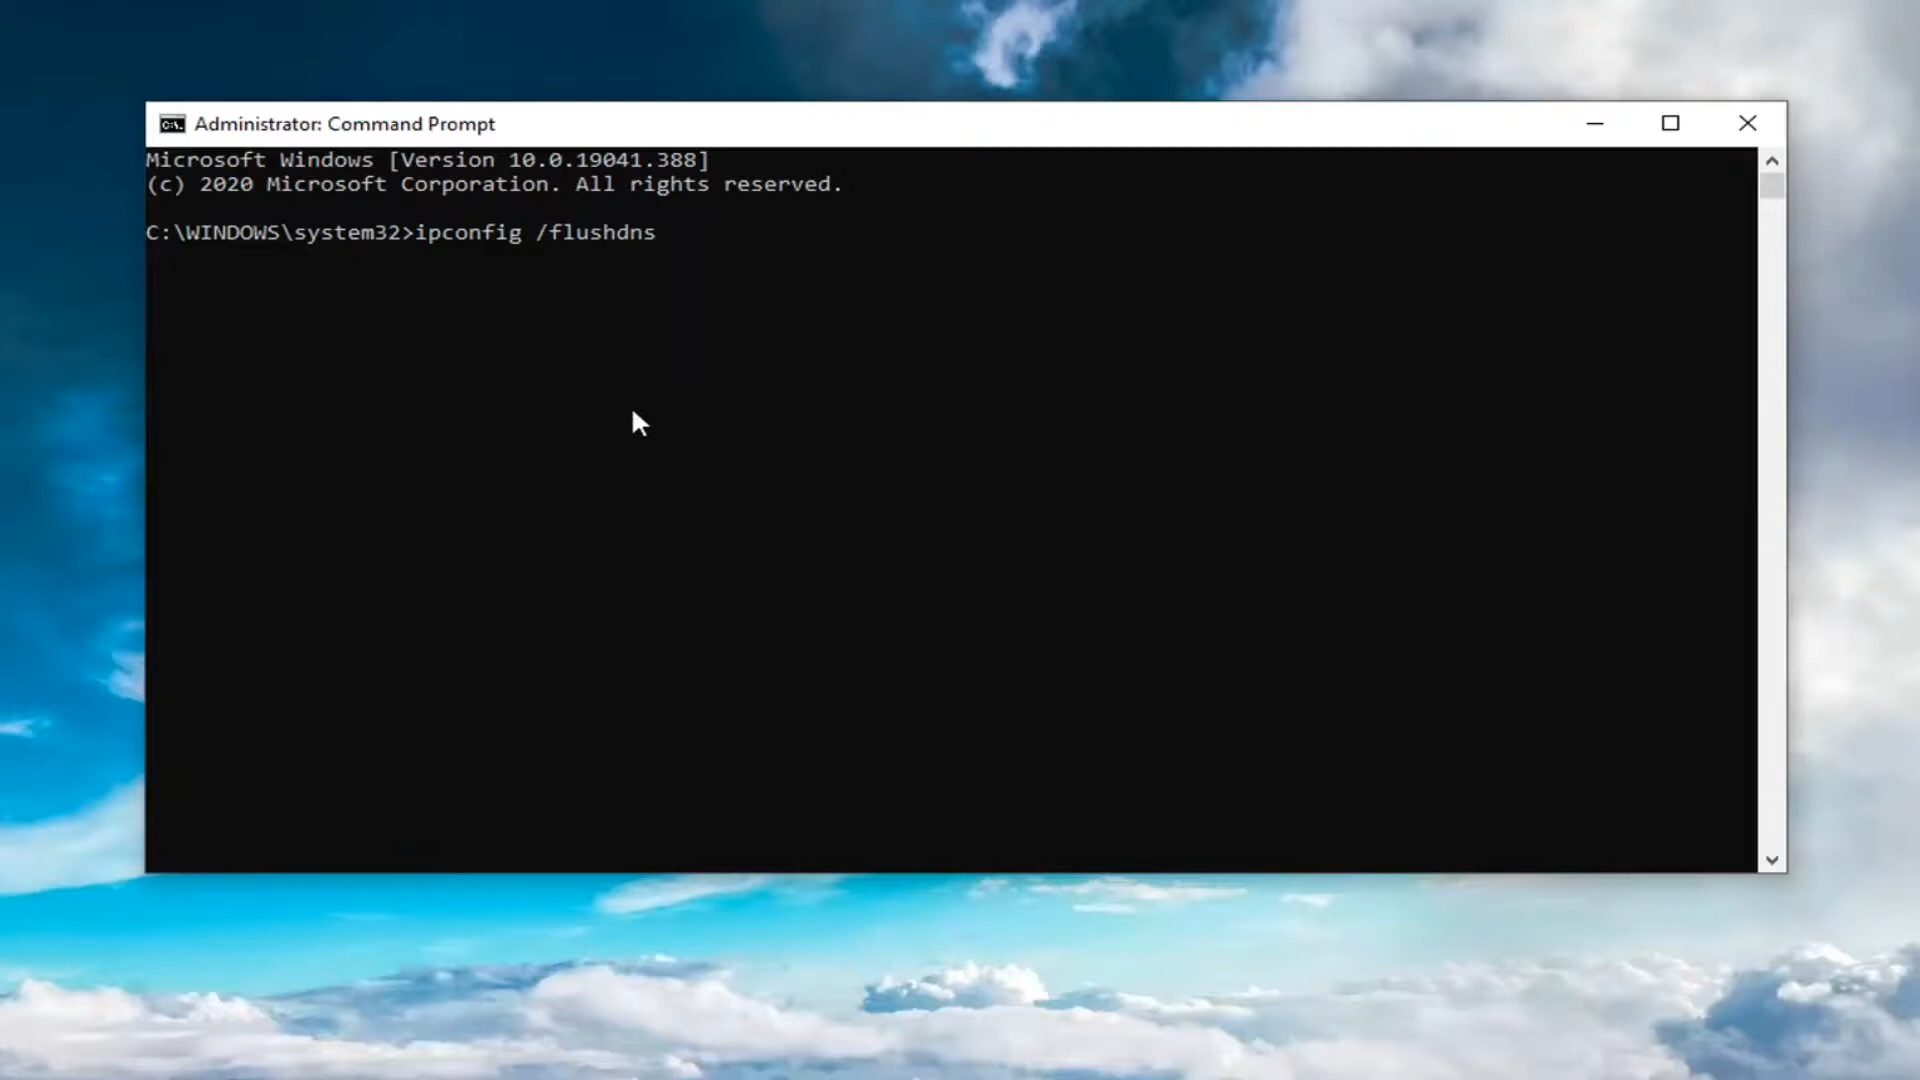 Administrator: Command Prompt
Microsoft Windows [Version 10.0.19041.388]
(c) 2020 Microsoft Corporation. All rights reserved.
C:\WINDOWS\system32>ipconfig /flushdns